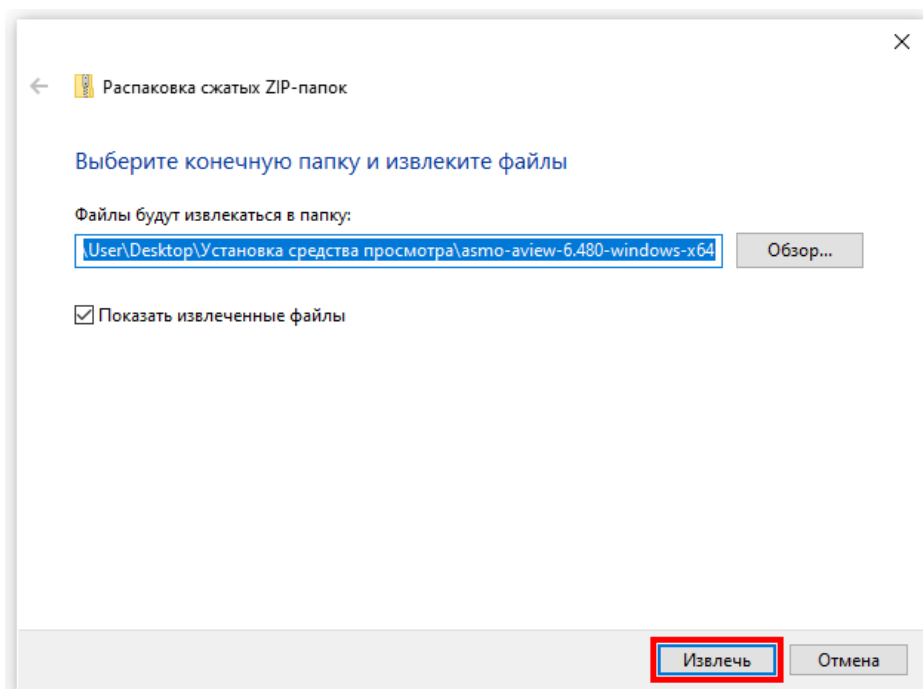 Распаковка сжатых ZIP-папок
Выберите конечную папку и извлеките файлы
Файлы будут извлекаться в папку:
\User\Desktop\Установка средства просмотра\asmo-aview-6.480-windows-x64
Обзор...
Показать извлеченные файлы
Извлечь
Отмена